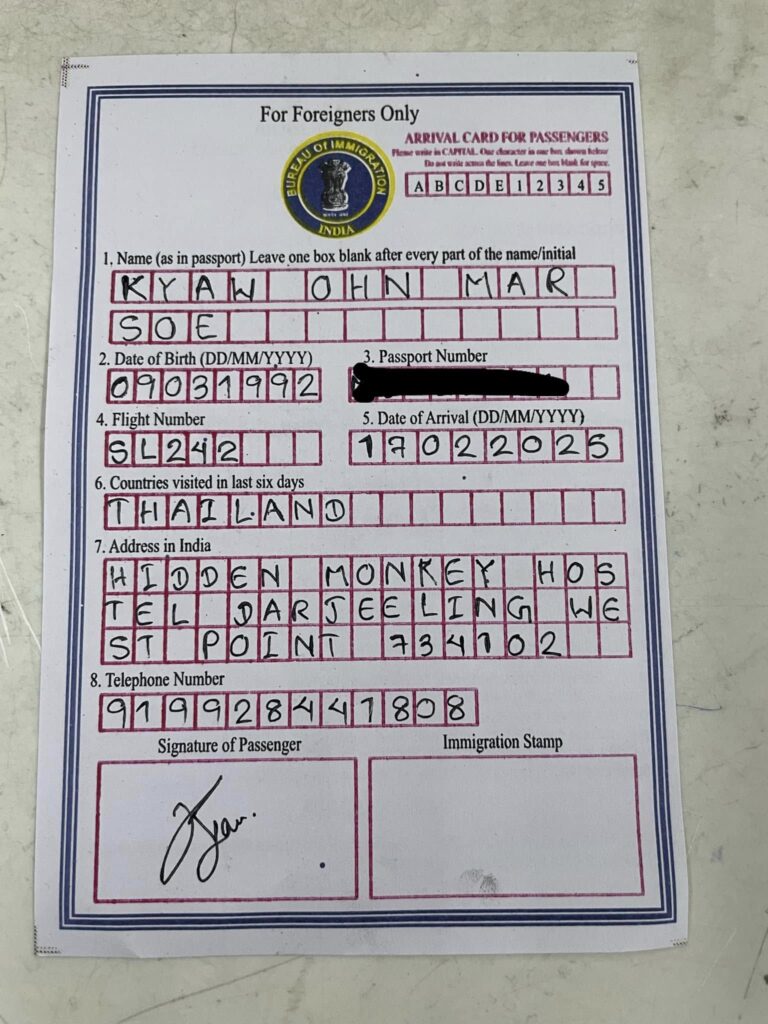 For Foreigners Only
BUREAU OF IMMIGRATION
INDIA
ARRIVAL CARD FOR PASSENGERS
Please write in CAPITAL. One character in one box shown below
Do not write across the lines. Leave one box blank for space.
A B C D E 1 2 3 4 5
1. Name (as in passport) Leave one box blank after every part of the name/initial
KYAW OHN MAR
SOE
2. Date of Birth (DD/MM/YYYY) 3. Passport Number
09031992
4. Flight Number 5. Date of Arrival (DD/MM/YYYY)
SL242 17022025
6. Countries visited in last six days
THAILAND
7. Address in India
HIDDEN MONKEY HOS
TEL DARJEELING WE
ST POINT 734102
8. Telephone Number
919928441808
Signature of Passenger Immigration Stamp